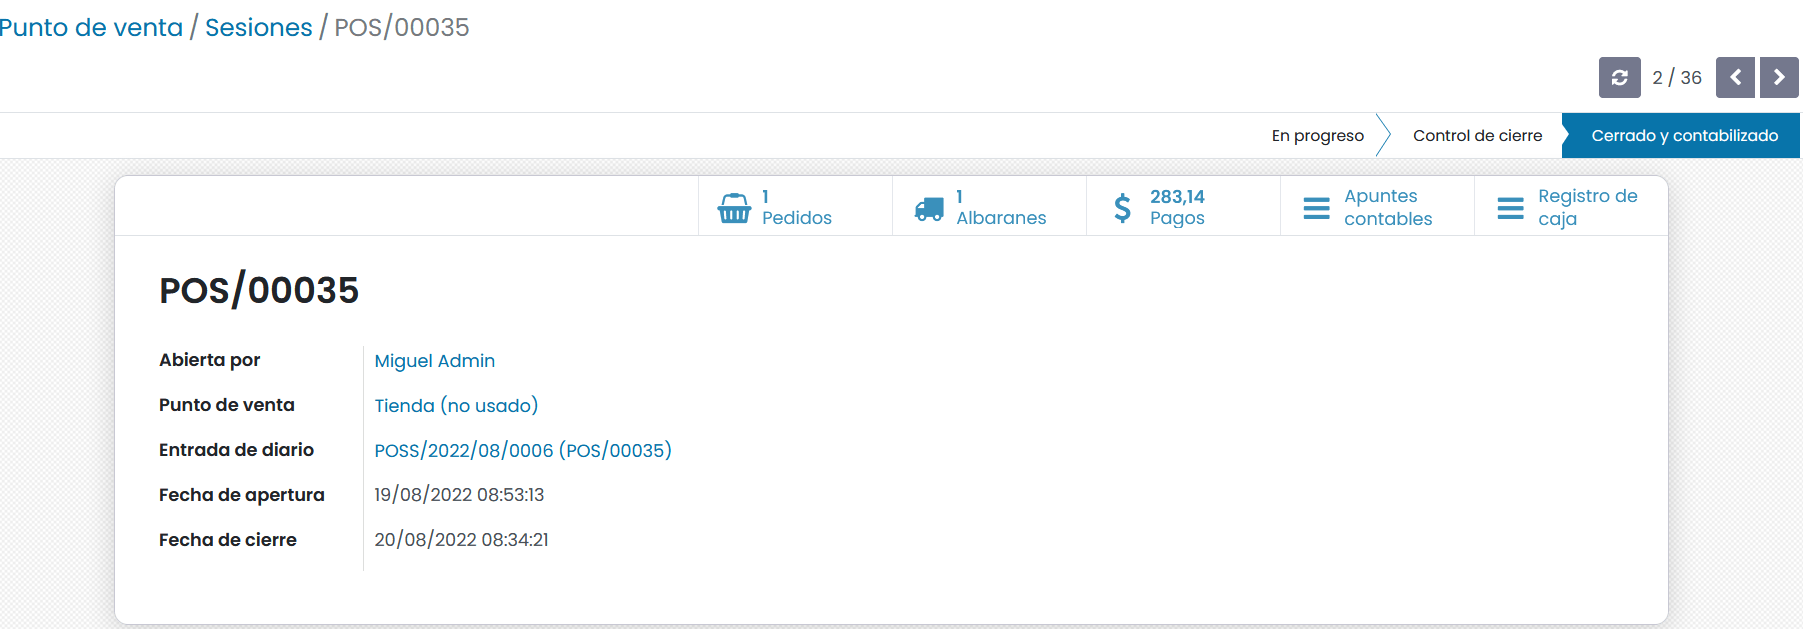 Punto de venta / Sesiones / POS/00035
2 / 36
En progreso Control de cierre Cerrado y contabilizado
1 Pedidos
1 Albaranes
283,14 Pagos
Apuntes contables
Registro de caja
POS/00035
Abierta por Miguel Admin
Punto de venta Tienda (no usado)
Entrada de diario POSS/2022/08/0006 (POS/00035)
Fecha de apertura 19/08/2022 08:53:13
Fecha de cierre 20/08/2022 08:34:21